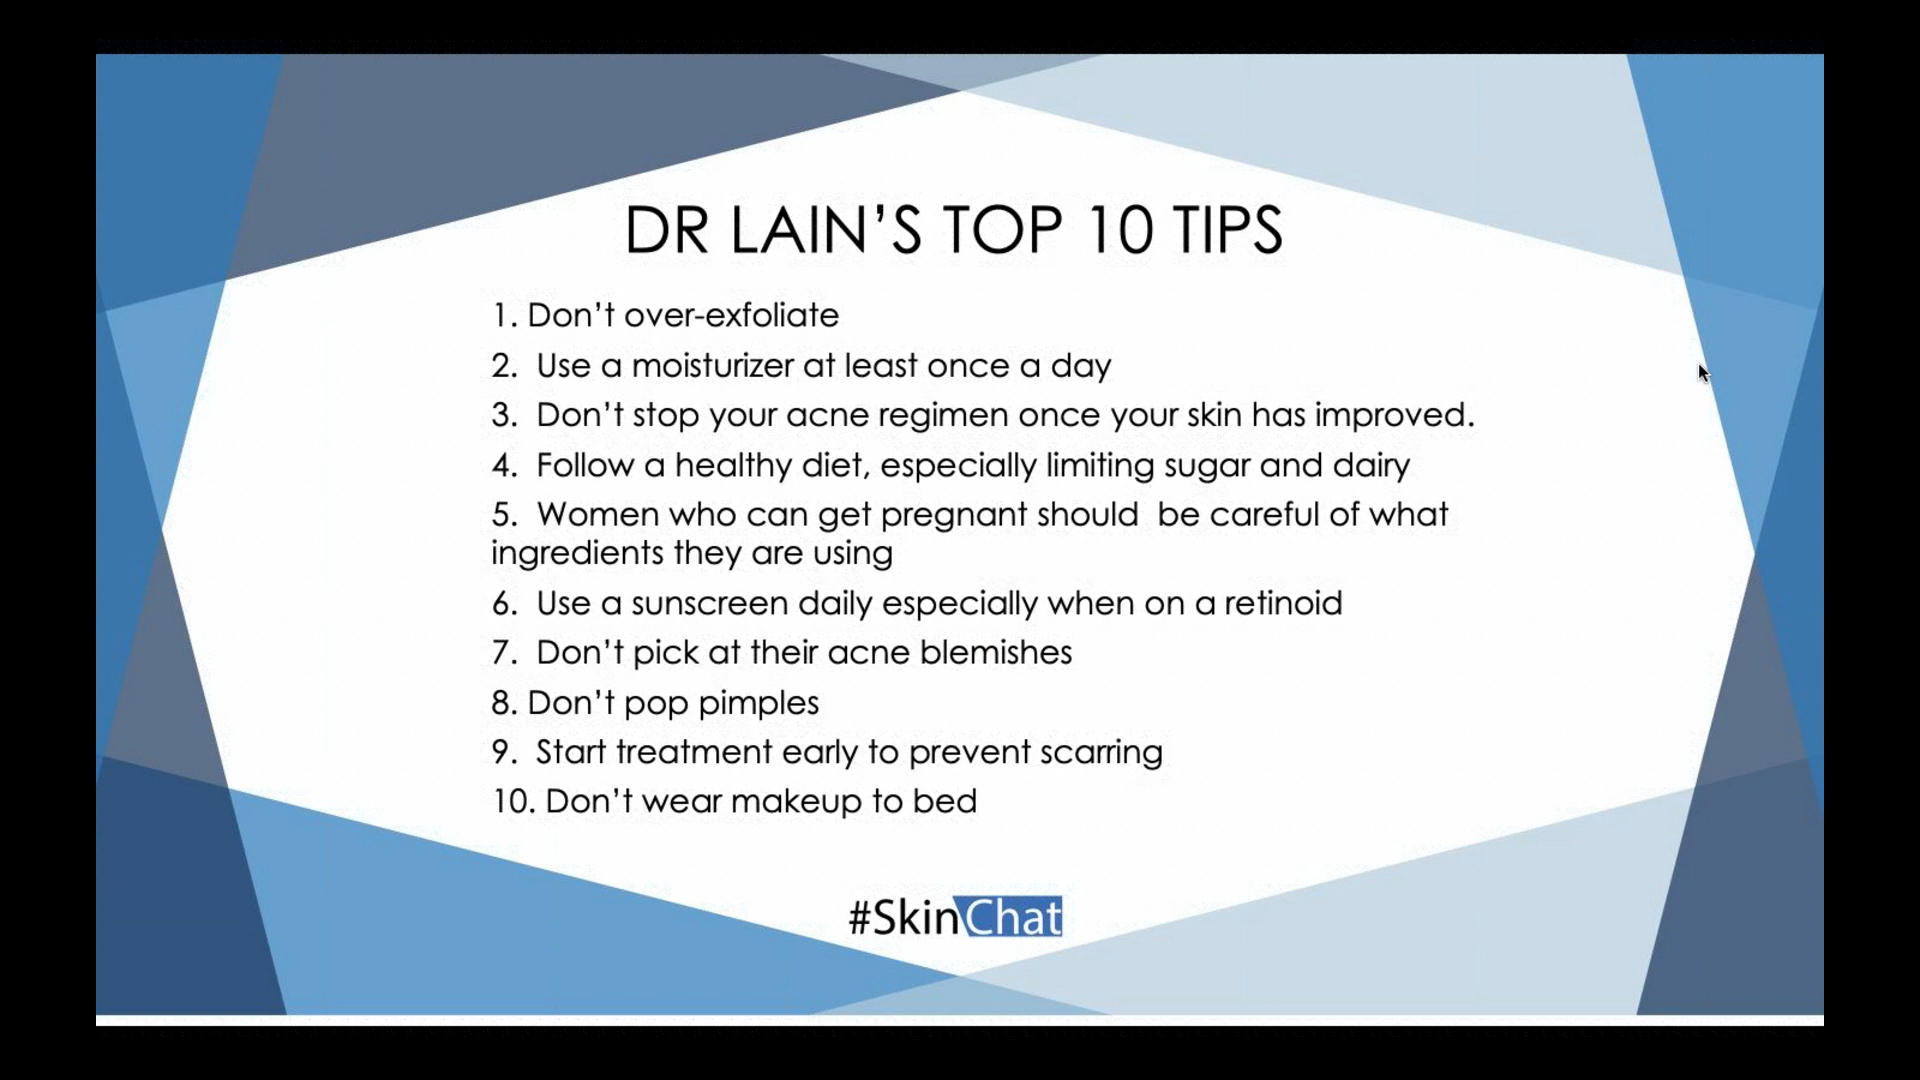 DR LAIN’S TOP 10 TIPS
1. Don’t over-exfoliate
2.  Use a moisturizer at least once a day
3.  Don’t stop your acne regimen once your skin has improved.
4.  Follow a healthy diet, especially limiting sugar and dairy
5.  Women who can get pregnant should  be careful of what
ingredients they are using
6.  Use a sunscreen daily especially when on a retinoid
7.  Don’t pick at their acne blemishes
8. Don’t pop pimples
9.  Start treatment early to prevent scarring
10. Don’t wear makeup to bed
#SkinChat